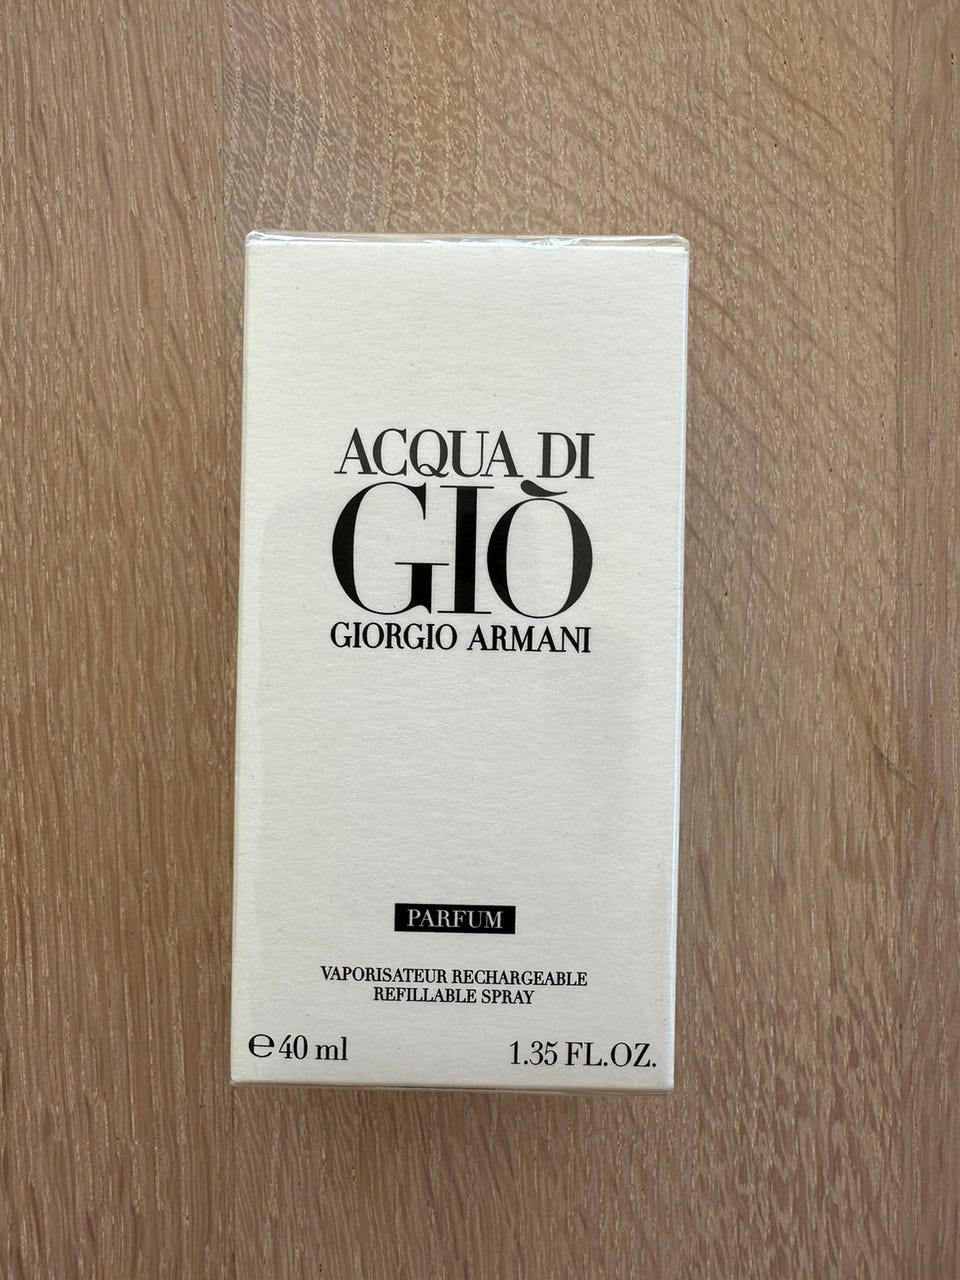 ACQUA DI
GIÒ
GIORGIO ARMANI
PARFUM
VAPORISATEUR RECHARGEABLE
REFILLABLE SPRAY
℮40 ml
1.35 FL.OZ.